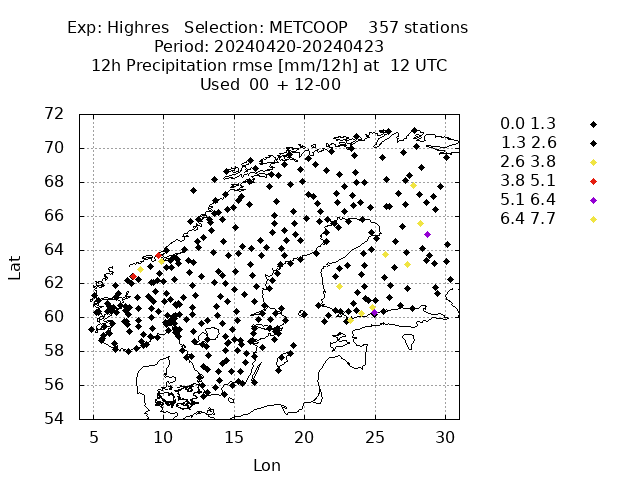 Exp: Highres Selection: METCOOP 357 stations
Period: 20240420-20240423
12h Precipitation rmse [mm/12h] at 12 UTC
Used 00 + 12-00
72
70
68
66
64
62
60
58
56
54
Lat
5 10 15 20 25 30
Lon
0.0 1.3
1.3 2.6
2.6 3.8
3.8 5.1
5.1 6.4
6.4 7.7